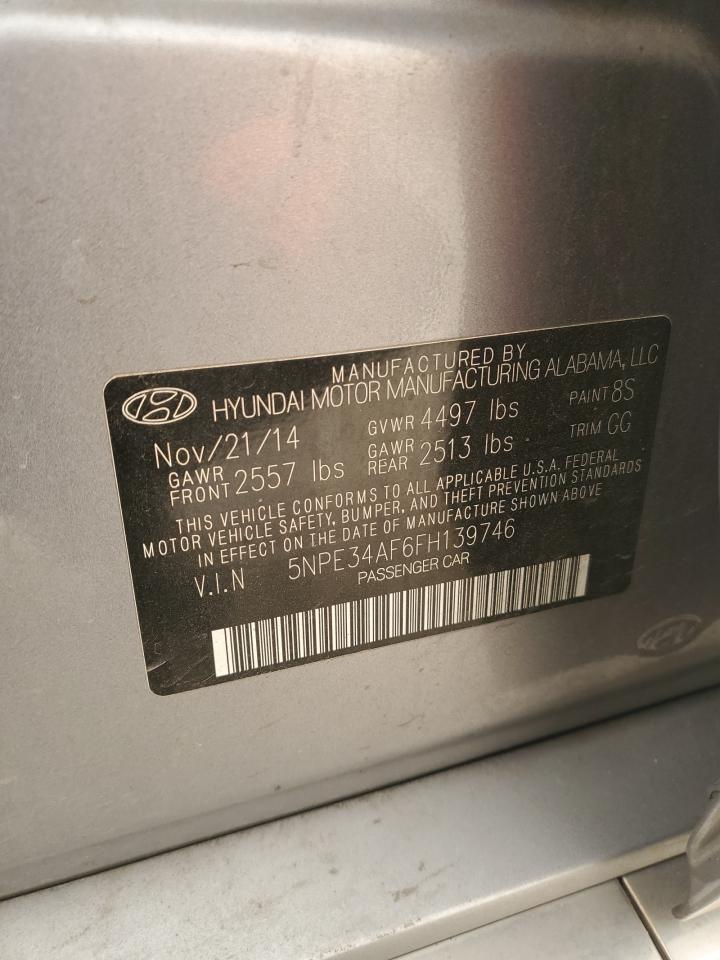 MANUFACTURED BY
HYUNDAI MOTOR MANUFACTURING ALABAMA, LLC
Nov/21/14 GVWR 4497 lbs PAINT 8S
GAWR FRONT 2557 lbs GAWR REAR 2513 lbs TRIM GG
THIS VEHICLE CONFORMS TO ALL APPLICABLE U.S.A. FEDERAL
MOTOR VEHICLE SAFETY, BUMPER, AND THEFT PREVENTION STANDARDS
IN EFFECT ON THE DATE OF MANUFACTURE SHOWN ABOVE
V.I.N 5NPE34AF6FH139746
PASSENGER CAR